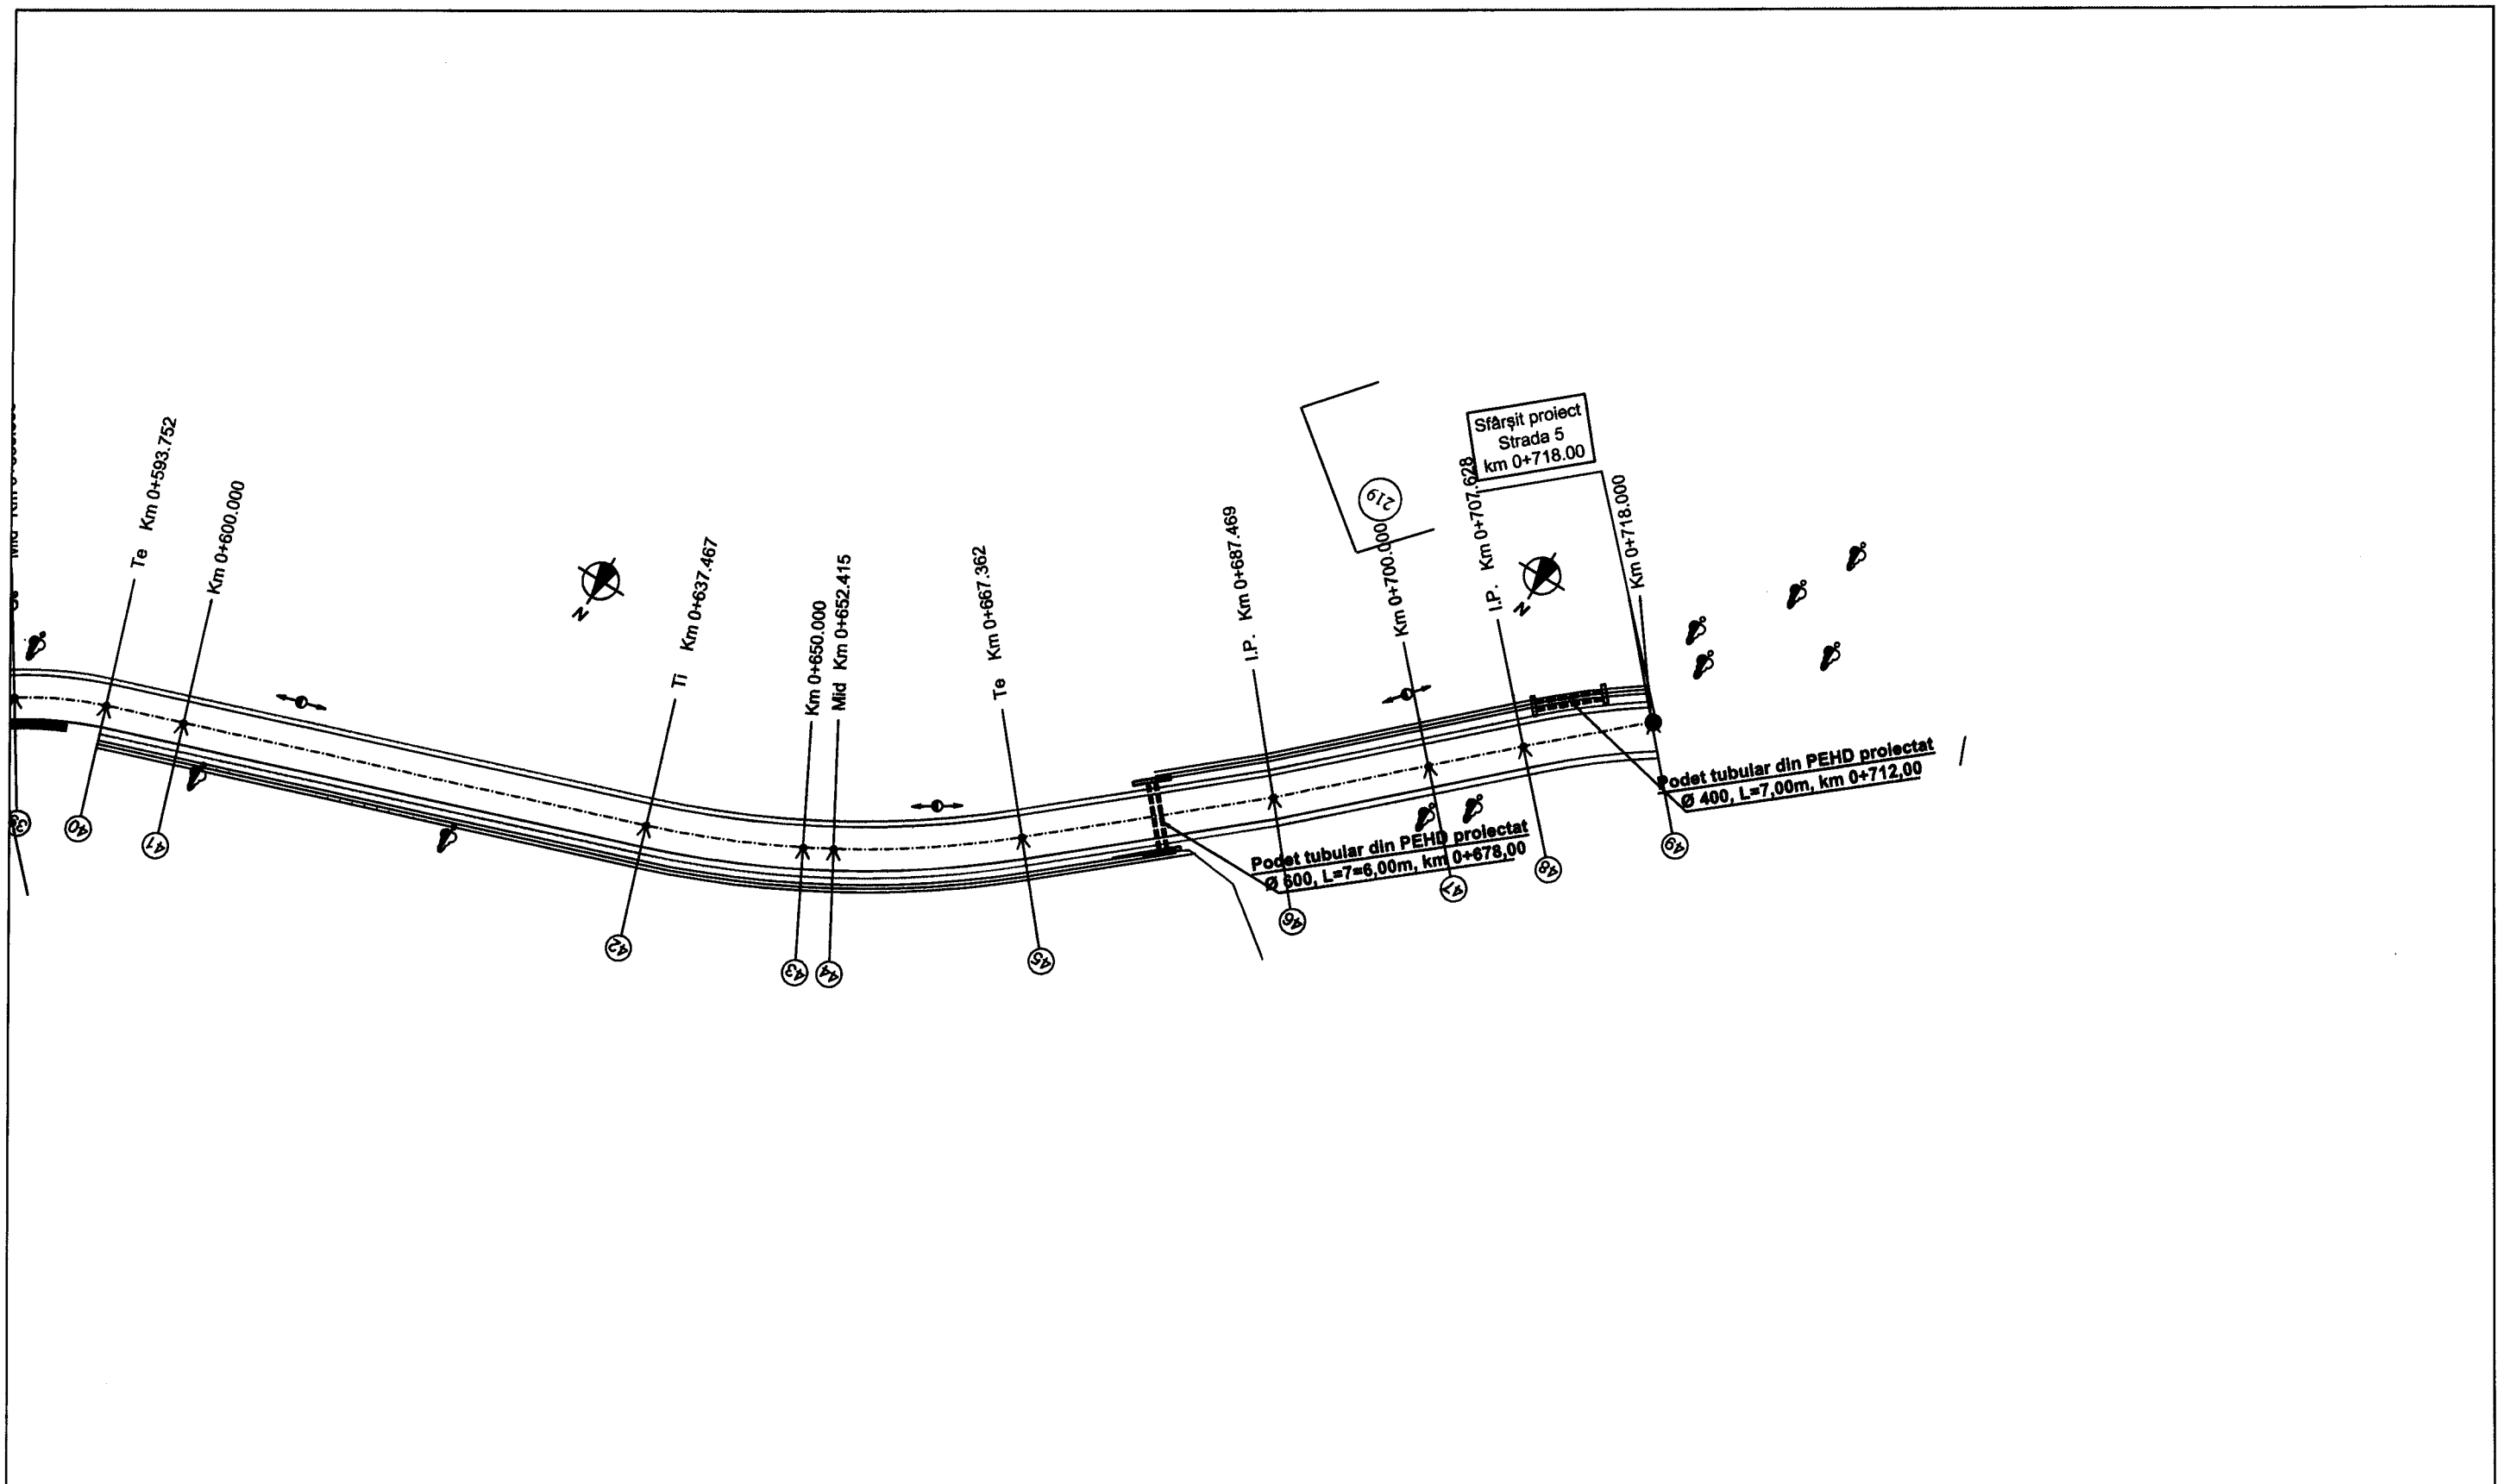 Te Km 0+593.752
Km 0+600.000
Ti Km 0+637.467
Km 0+650.000
Mid Km 0+652.415
Te Km 0+667.362
I.P. Km 0+687.469
Km 0+700.000
I.P. Km 0+707.628
Km 0+718.000
Sfârşit proiect
Strada 5
km 0+718.00
219
N
N
Podet tubular din PEHD proiectat
Ø 400, L=7,00m, km 0+712,00
Podet tubular din PEHD proiectat
Ø 600, L=7=6,00m, km 0+678,00
40
41
42
43
44
45
46
47
48
49